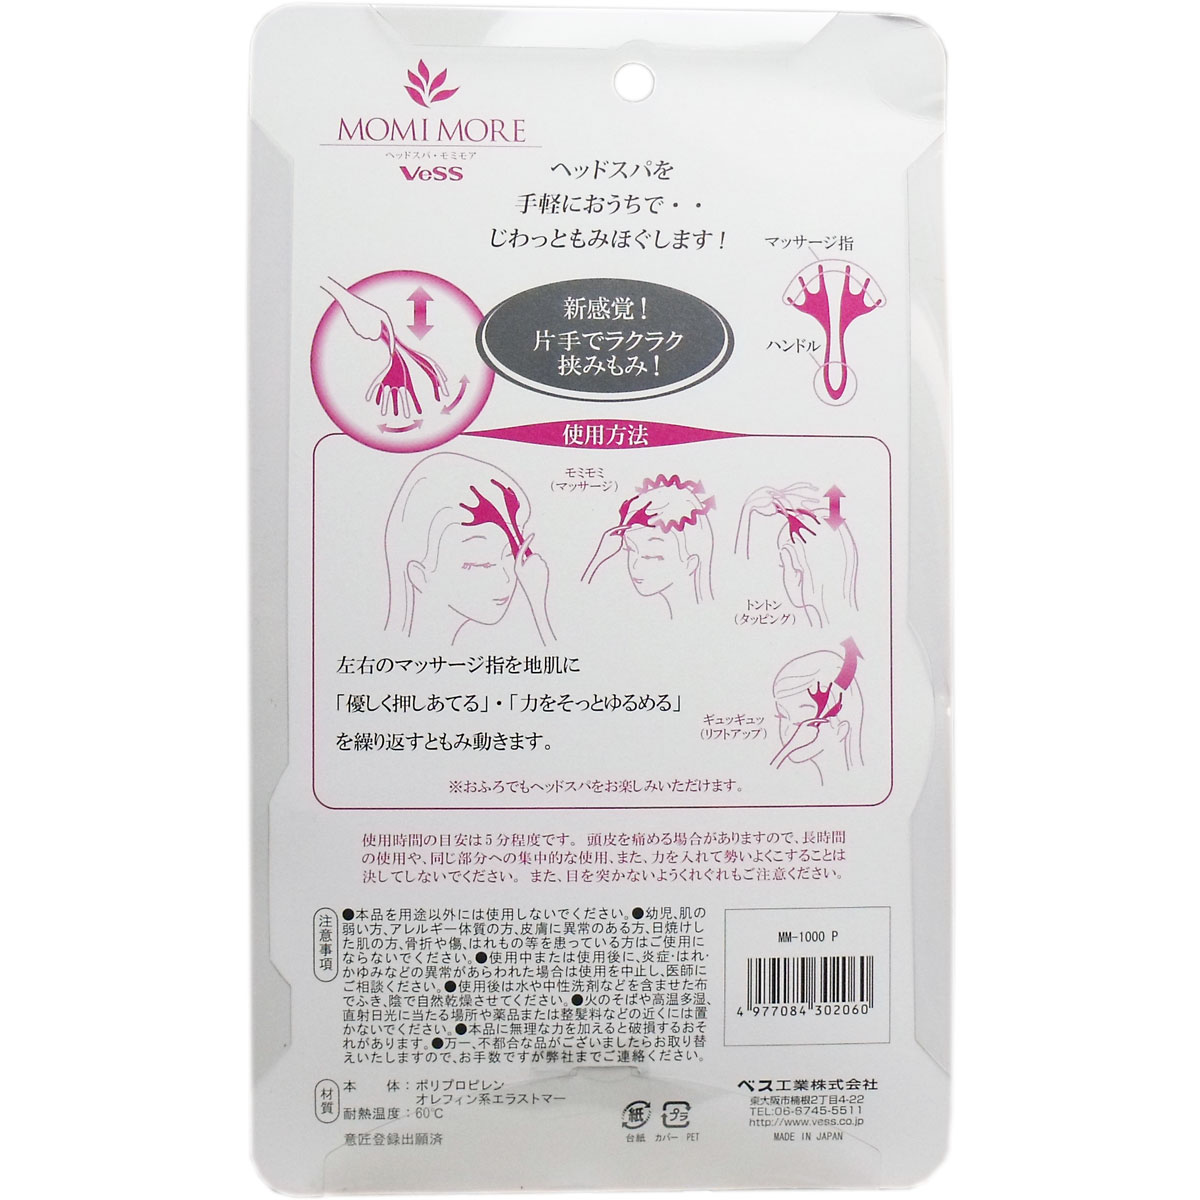 MOMI MORE
ヘッドスパ・モミモア
VeSS
ヘッドスパを
手軽におうちで・・
じわっともみほぐします!
マッサージ指
ハンドル
新感覚!
片手でラクラク
挟みもみ!
使用方法
モミモミ
(マッサージ)
トントン
(タッピング)
ギュッギュッ
(リフトアップ)
左右のマッサージ指を地肌に
「優しく押しあてる」・「力をそっとゆるめる」
を繰り返すともみ動きます。
※おふろでもヘッドスパをお楽しみいただけます。
使用時間の目安は5分程度です。頭皮を痛める場合がありますので、長時間
の使用や、同じ部分への集中的な使用、また、力を入れて勢いよくこすることは
決してしないでください。また、目を突かないようくれぐれもご注意ください。
注意事項
●本品を用途以外には使用しないでください。●幼児、肌の
弱い方、アレルギー体質の方、皮膚に異常のある方、日焼けし
た肌の方、骨折や傷、はれもの等を患っている方はご使用に
ならないでください。●使用中または使用後に、炎症・はれ・
かゆみなどの異常があらわれた場合は使用を中止し、医師に
ご相談ください。●使用後は水や中性洗剤などを含ませた布
でふき、陰で自然乾燥させてください。●火のそばや高温多湿、
直射日光に当たる場所や薬品または整髪料などの近くには置
かないでください。●本品に無理な力を加えると破損するおそ
れがあります。●万一、不都合な品がございましたらお取り替
えいたしますので、お手数ですが弊社までご連絡ください。
MM-1000 P
4 977084 302060
材質
本 体:ポリプロピレン
オレフィン系エラストマー
耐熱温度:60℃
意匠登録出願済
紙
台紙
プラ
カバー PET
ベス工業株式会社
東大阪市楠根2丁目4-22
TEL:06-6745-5511
http://www.vess.co.jp
MADE IN JAPAN